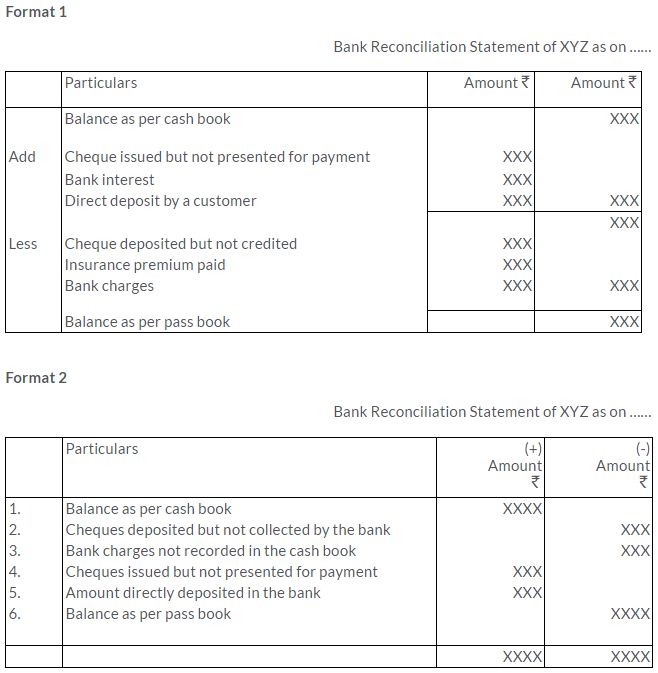 Format 1
Bank Reconciliation Statement of XYZ as on ......
Particulars Amount ₹ Amount ₹
Balance as per cash book XXX
Add Cheque issued but not presented for payment XXX
Bank interest XXX
Direct deposit by a customer XXX XXX
XXX
Less Cheque deposited but not credited XXX
Insurance premium paid XXX
Bank charges XXX XXX
Balance as per pass book XXX
Format 2
Bank Reconciliation Statement of XYZ as on ......
Particulars (+) (-)
Amount Amount
₹ ₹
1. Balance as per cash book XXXX
2. Cheques deposited but not collected by the bank XXX
3. Bank charges not recorded in the cash book XXX
4. Cheques issued but not presented for payment XXX
5. Amount directly deposited in the bank XXX
6. Balance as per pass book XXXX
XXXX XXXX